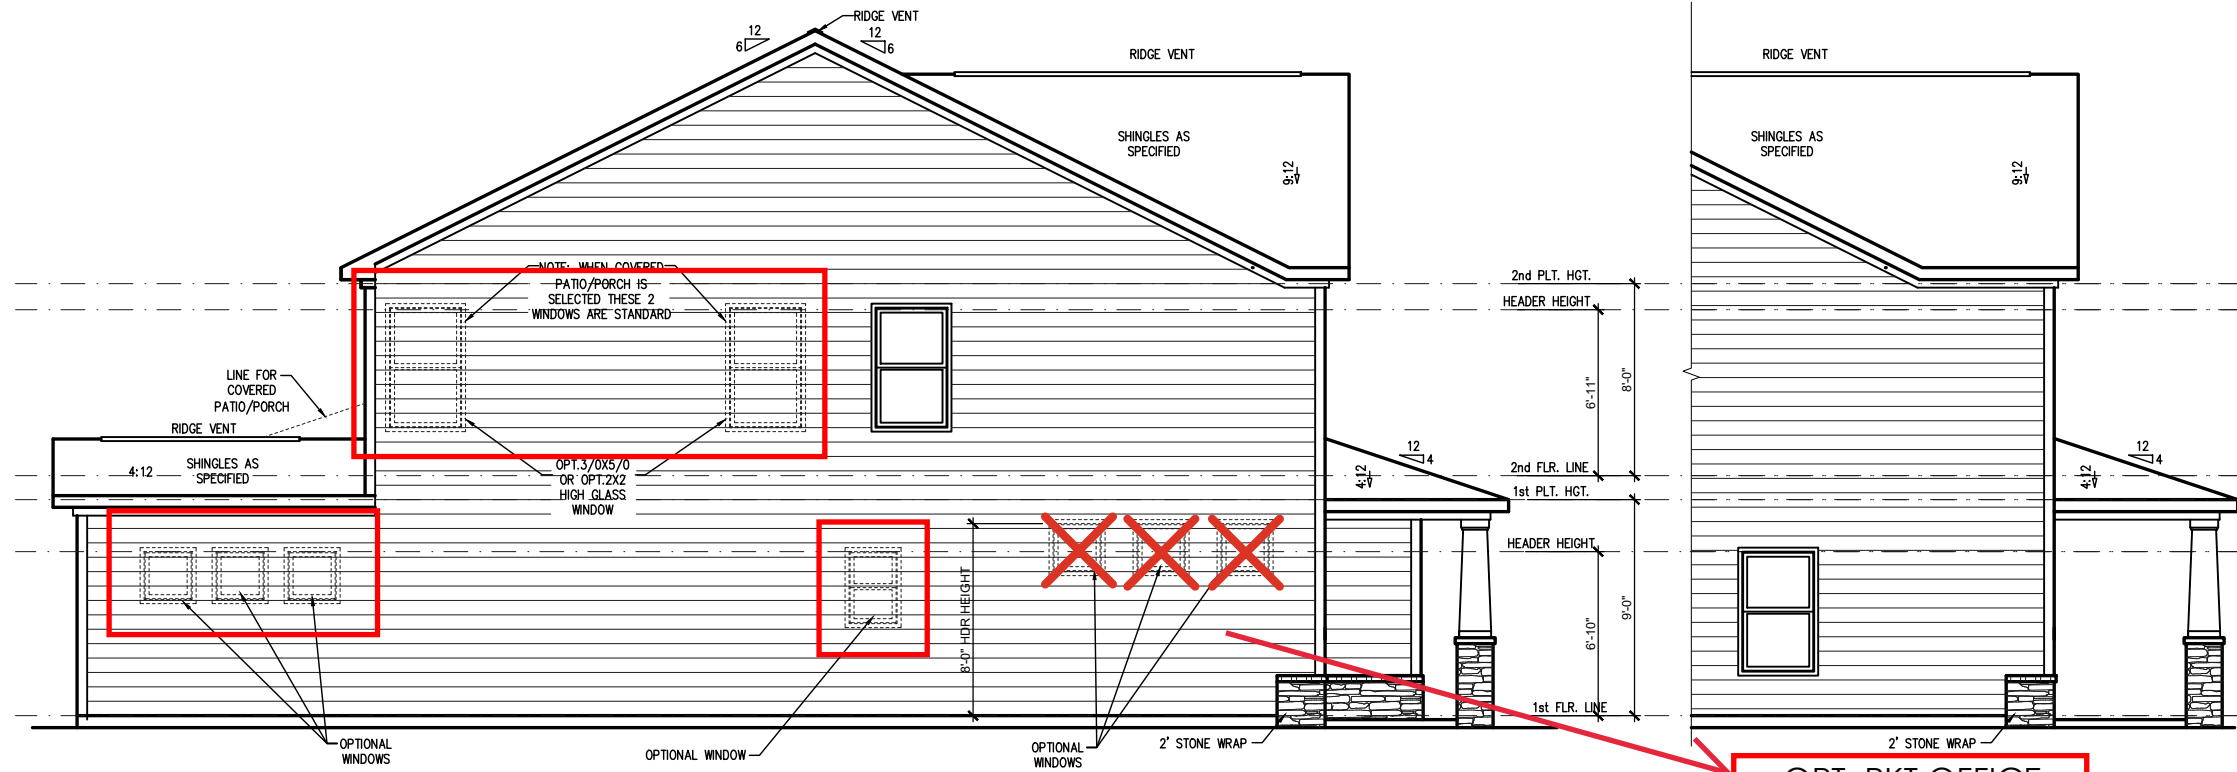 RIDGE VENT
12
6
12
6
RIDGE VENT
SHINGLES AS
SPECIFIED
9:12
RIDGE VENT
SHINGLES AS
SPECIFIED
9:12
NOTE: WHEN COVERED
PATIO/PORCH IS
SELECTED THESE 2
WINDOWS ARE STANDARD
2nd PLT. HGT.
HEADER HEIGHT
6'-11"
8'-0"
LINE FOR
COVERED
PATIO/PORCH
RIDGE VENT
4:12
SHINGLES AS
SPECIFIED
OPT.3/0X5/0
OR OPT.2X2
HIGH GLASS
WINDOW
12
4
4:12
2nd FLR. LINE
1st PLT. HGT.
12
4
4:12
HEADER HEIGHT
8'-0" HDR HEIGHT
6'-10"
9'-0"
1st FLR. LINE
OPTIONAL
WINDOWS
OPTIONAL WINDOW
OPTIONAL
WINDOWS
2' STONE WRAP
2' STONE WRAP
OPT. PKT OFFICE